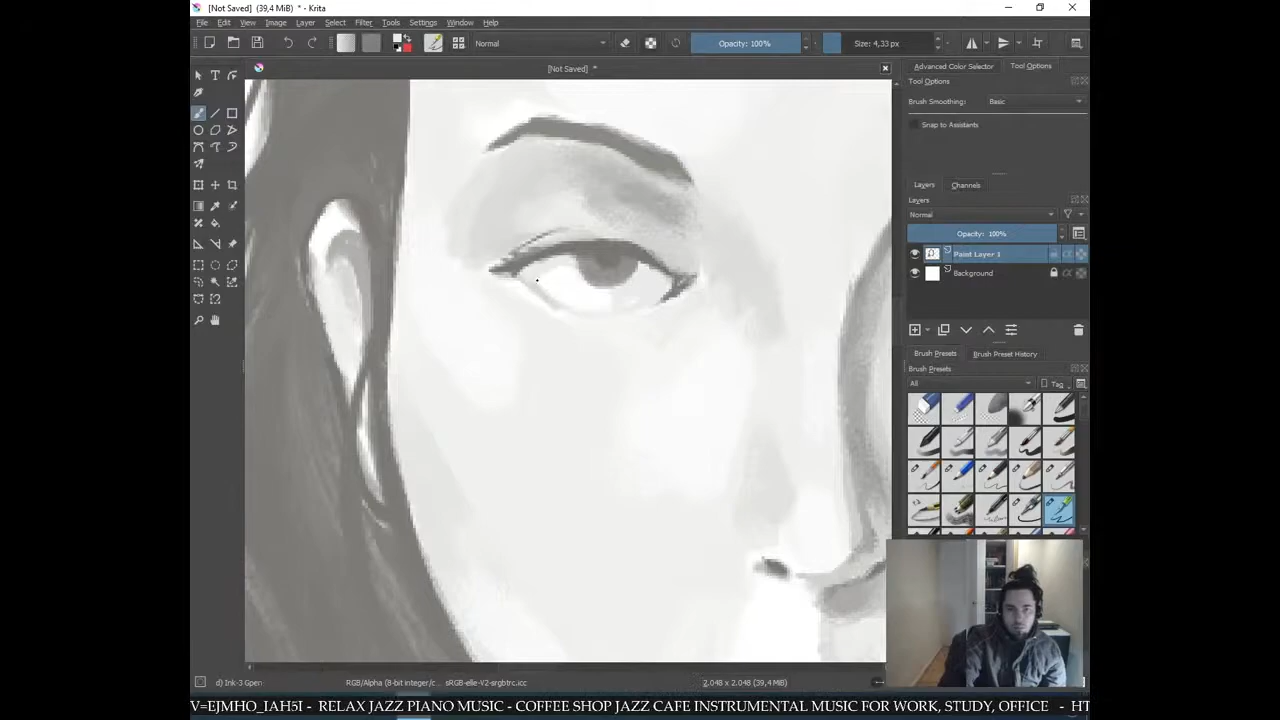 [Not Saved] (39,4 MiB) * - Krita
File Edit View Image Layer Select Filter Tools Settings Window Help
Normal
Opacity: 100%
Size: 4,33 px
[Not Saved] *
Advanced Color Selector
Tool Options
Tool Options
Brush Smoothing:
Basic
Snap to Assistants
Layers
Channels
Layers
Normal
Opacity: 100%
Paint Layer 1
Background
Brush Presets
Brush Preset History
Brush Presets
All
Tag
d) Ink-3 Gpen
RGB/Alpha (8-bit integer/c... sRGB-elle-V2-srgbtrc.icc
2.048 x 2.048 (39,4 MiB)
V=EJMHO_IAH5I - RELAX JAZZ PIANO MUSIC - COFFEE SHOP JAZZ CAFE INSTRUMENTAL MUSIC FOR WORK, STUDY, OFFICE - HT